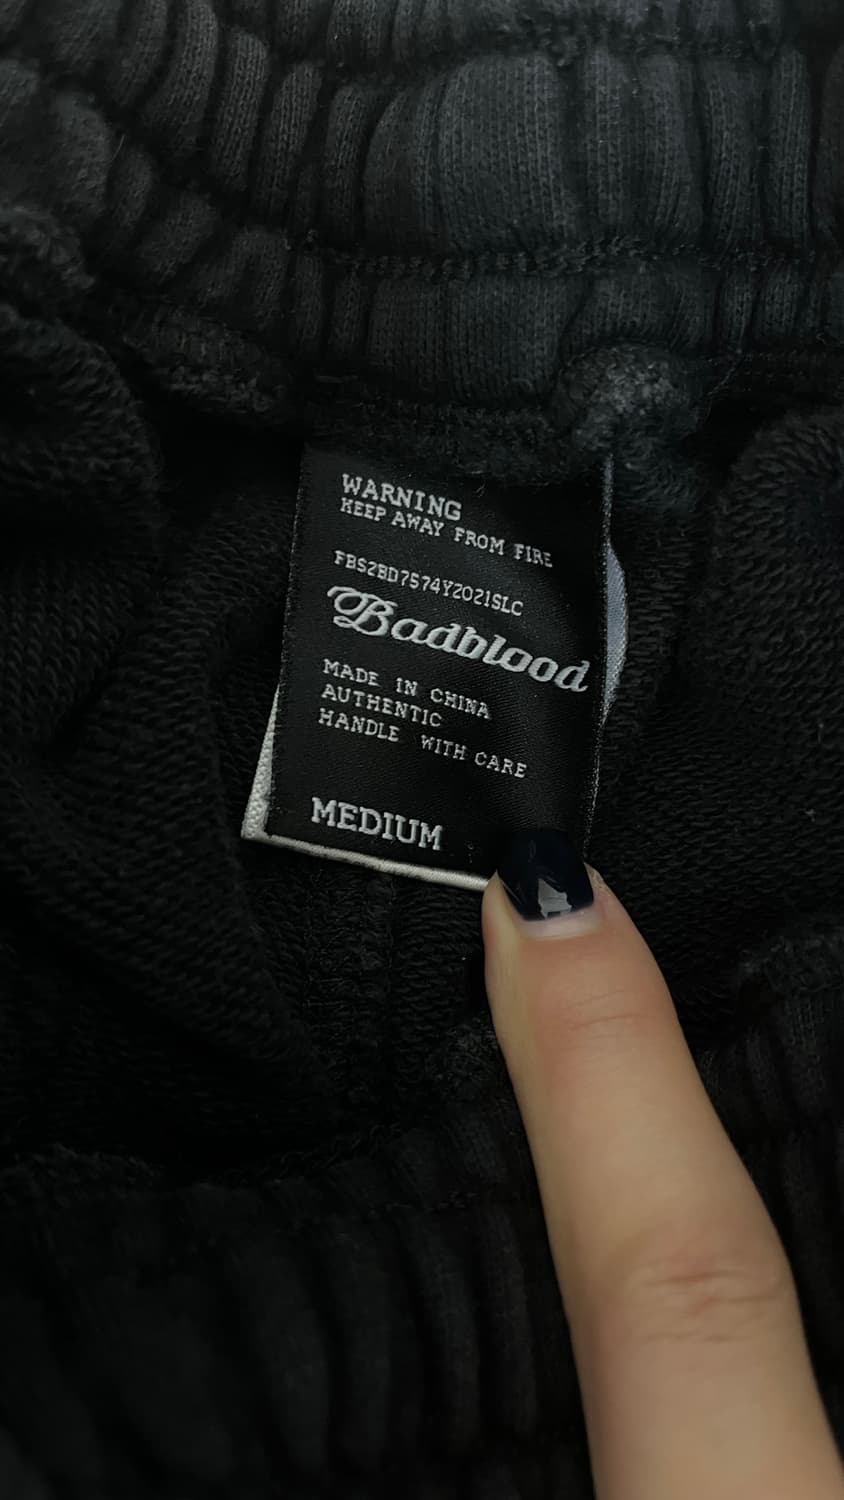 WARNING
KEEP AWAY FROM FIRE
FBS2BD7574Y2021SLC
Badblood
MADE IN CHINA
AUTHENTIC
HANDLE WITH CARE
MEDIUM